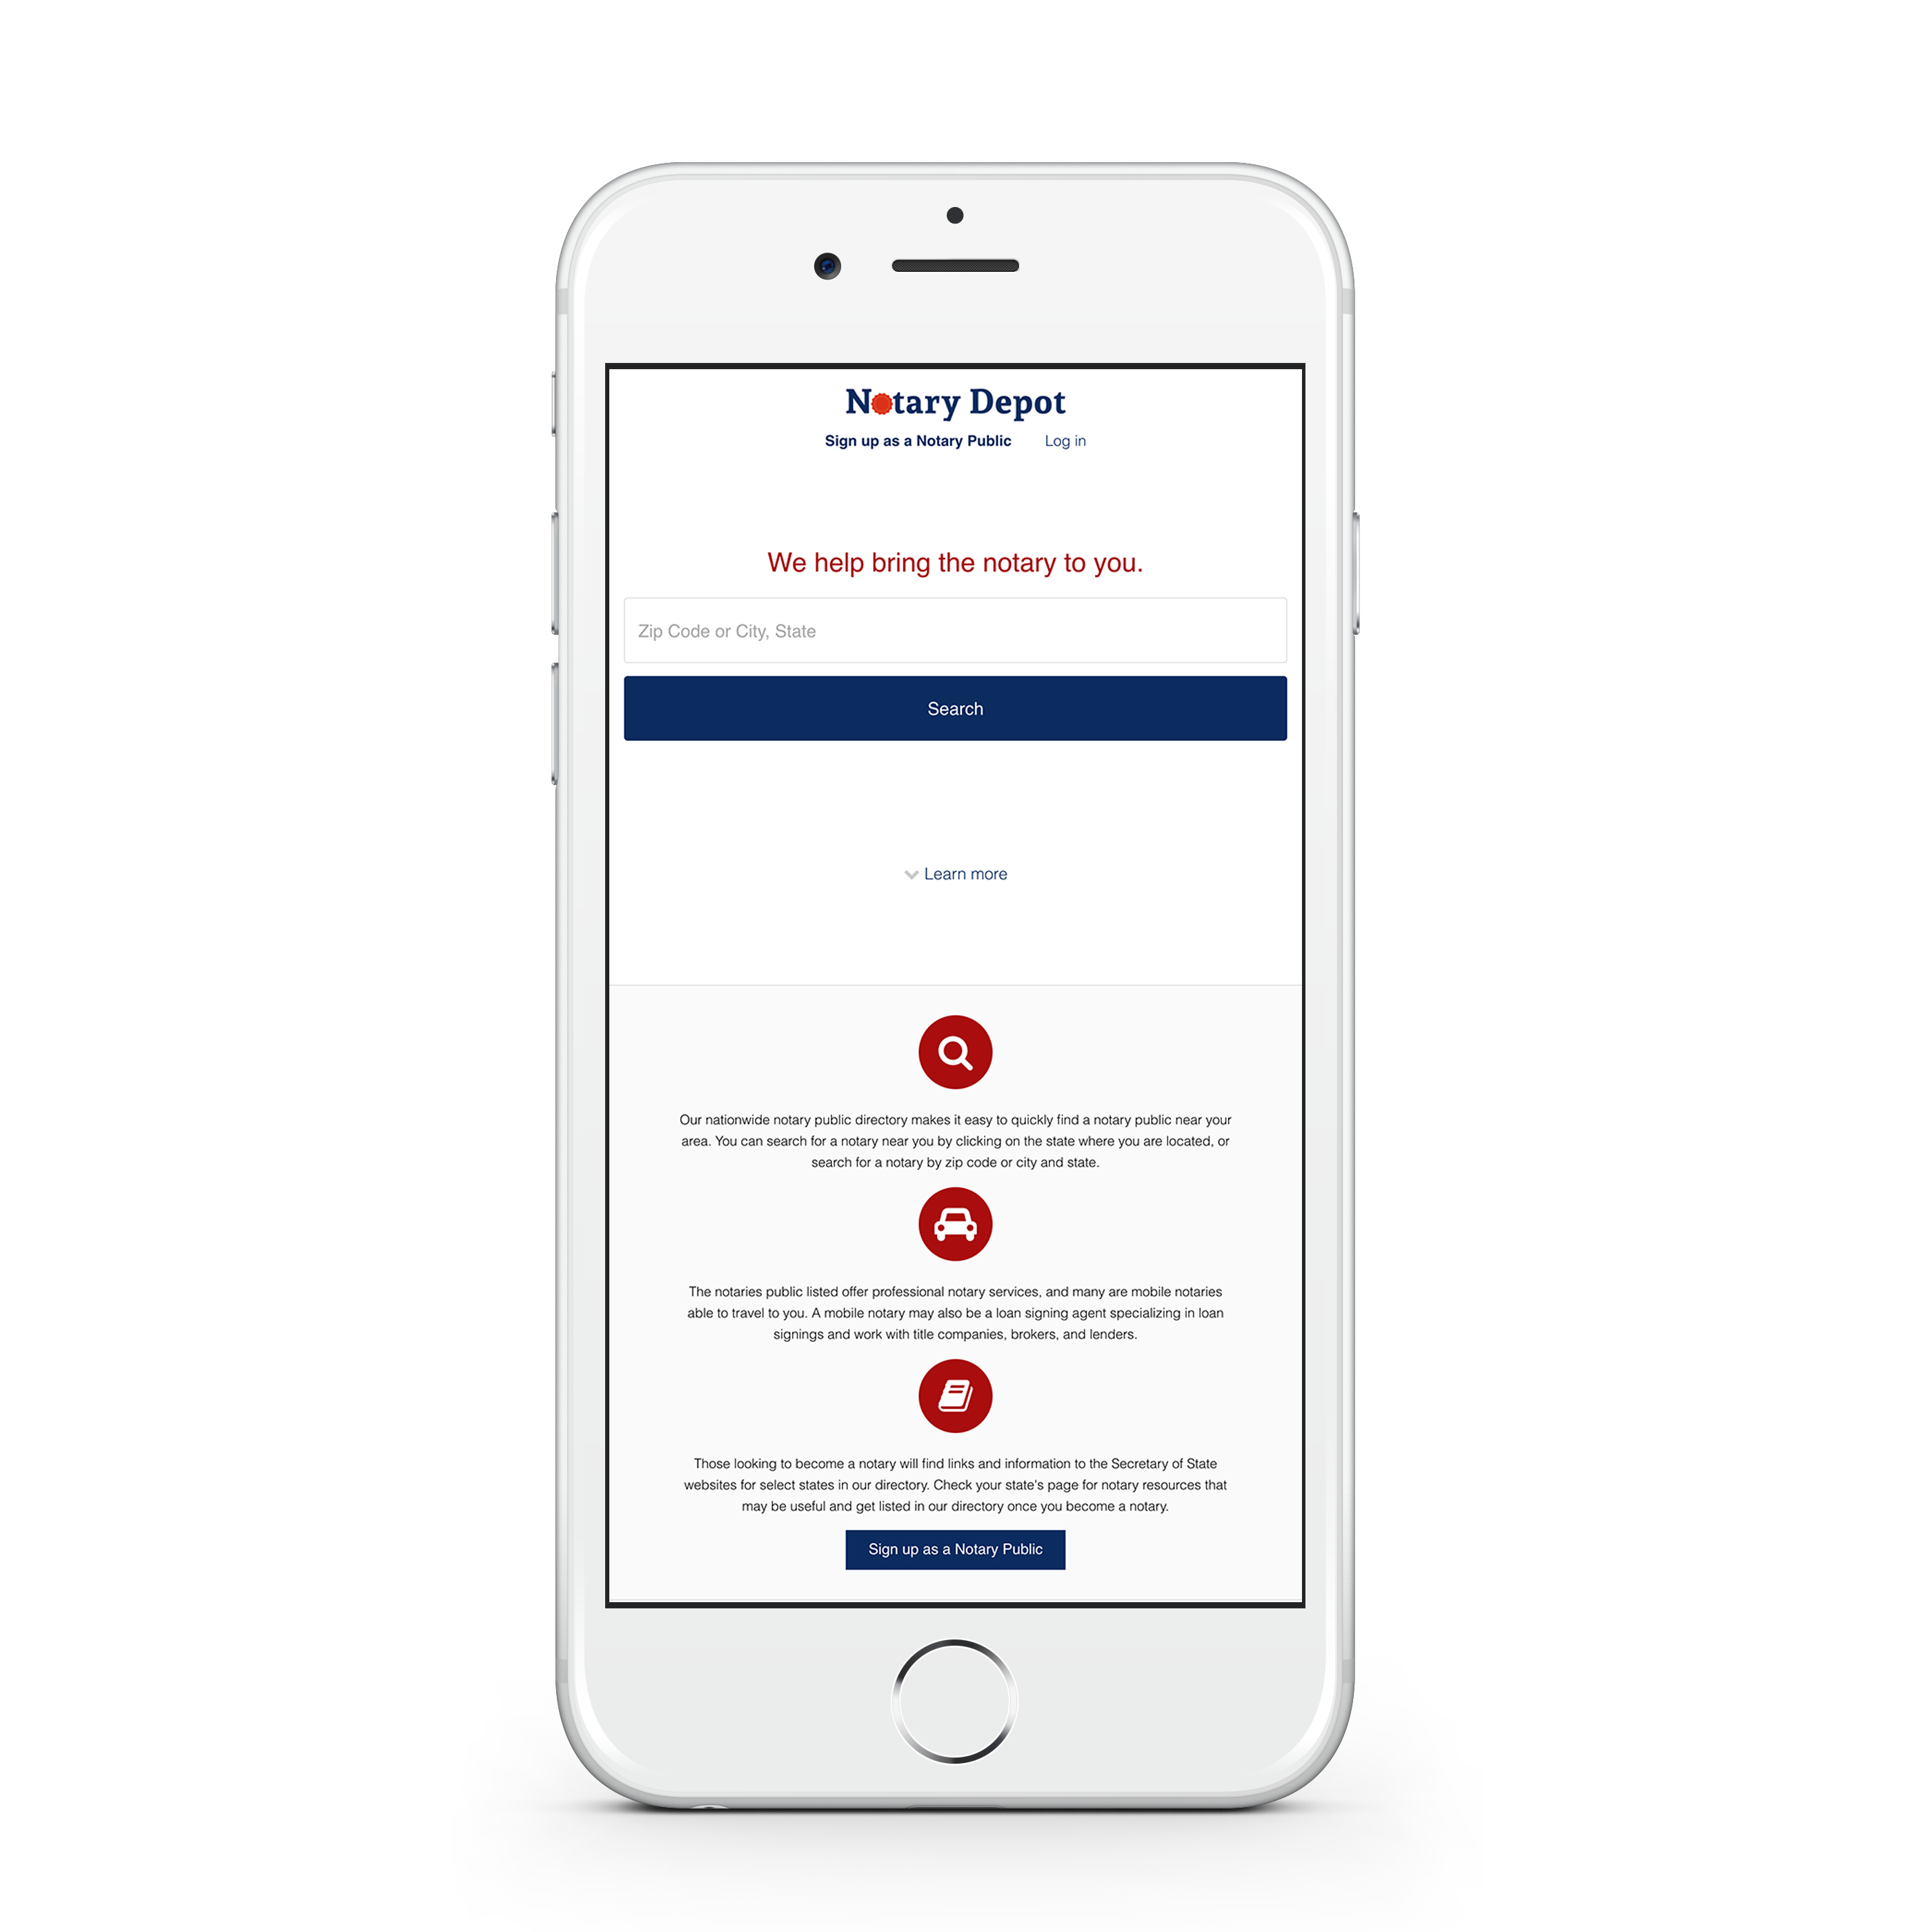 Notary Depot
Sign up as a Notary Public Log in
We help bring the notary to you.
Zip Code or City, State
Search
Learn more
Our nationwide notary public directory makes it easy to quickly find a notary public near your
area. You can search for a notary near you by clicking on the state where you are located, or
search for a notary by zip code or city and state.
The notaries public listed offer professional notary services, and many are mobile notaries
able to travel to you. A mobile notary may also be a loan signing agent specializing in loan
signings and work with title companies, brokers, and lenders.
Those looking to become a notary will find links and information to the Secretary of State
websites for select states in our directory. Check your state's page for notary resources that
may be useful and get listed in our directory once you become a notary.
Sign up as a Notary Public